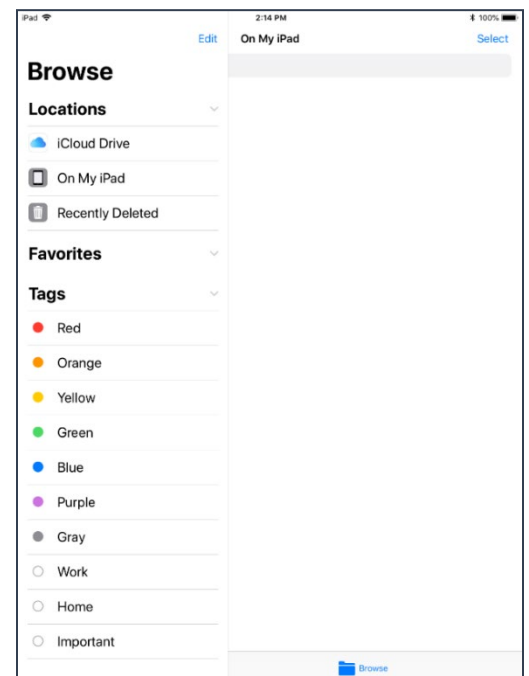 iPad
2:14 PM
100%
Edit
On My iPad
Select
Browse
Locations
iCloud Drive
On My iPad
Recently Deleted
Favorites
Tags
Red
Orange
Yellow
Green
Blue
Purple
Gray
Work
Home
Important
Browse